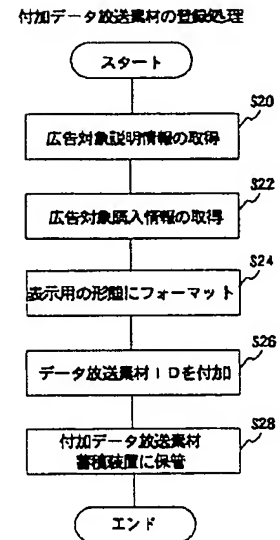 付加データ放送素材の登録処理
スタート
S20
広告対象説明情報の取得
S22
広告対象購入情報の取得
S24
表示用の形態にフォーマット
S26
データ放送素材IDを付加
S28
付加データ放送素材
蓄積装置に保管
エンド